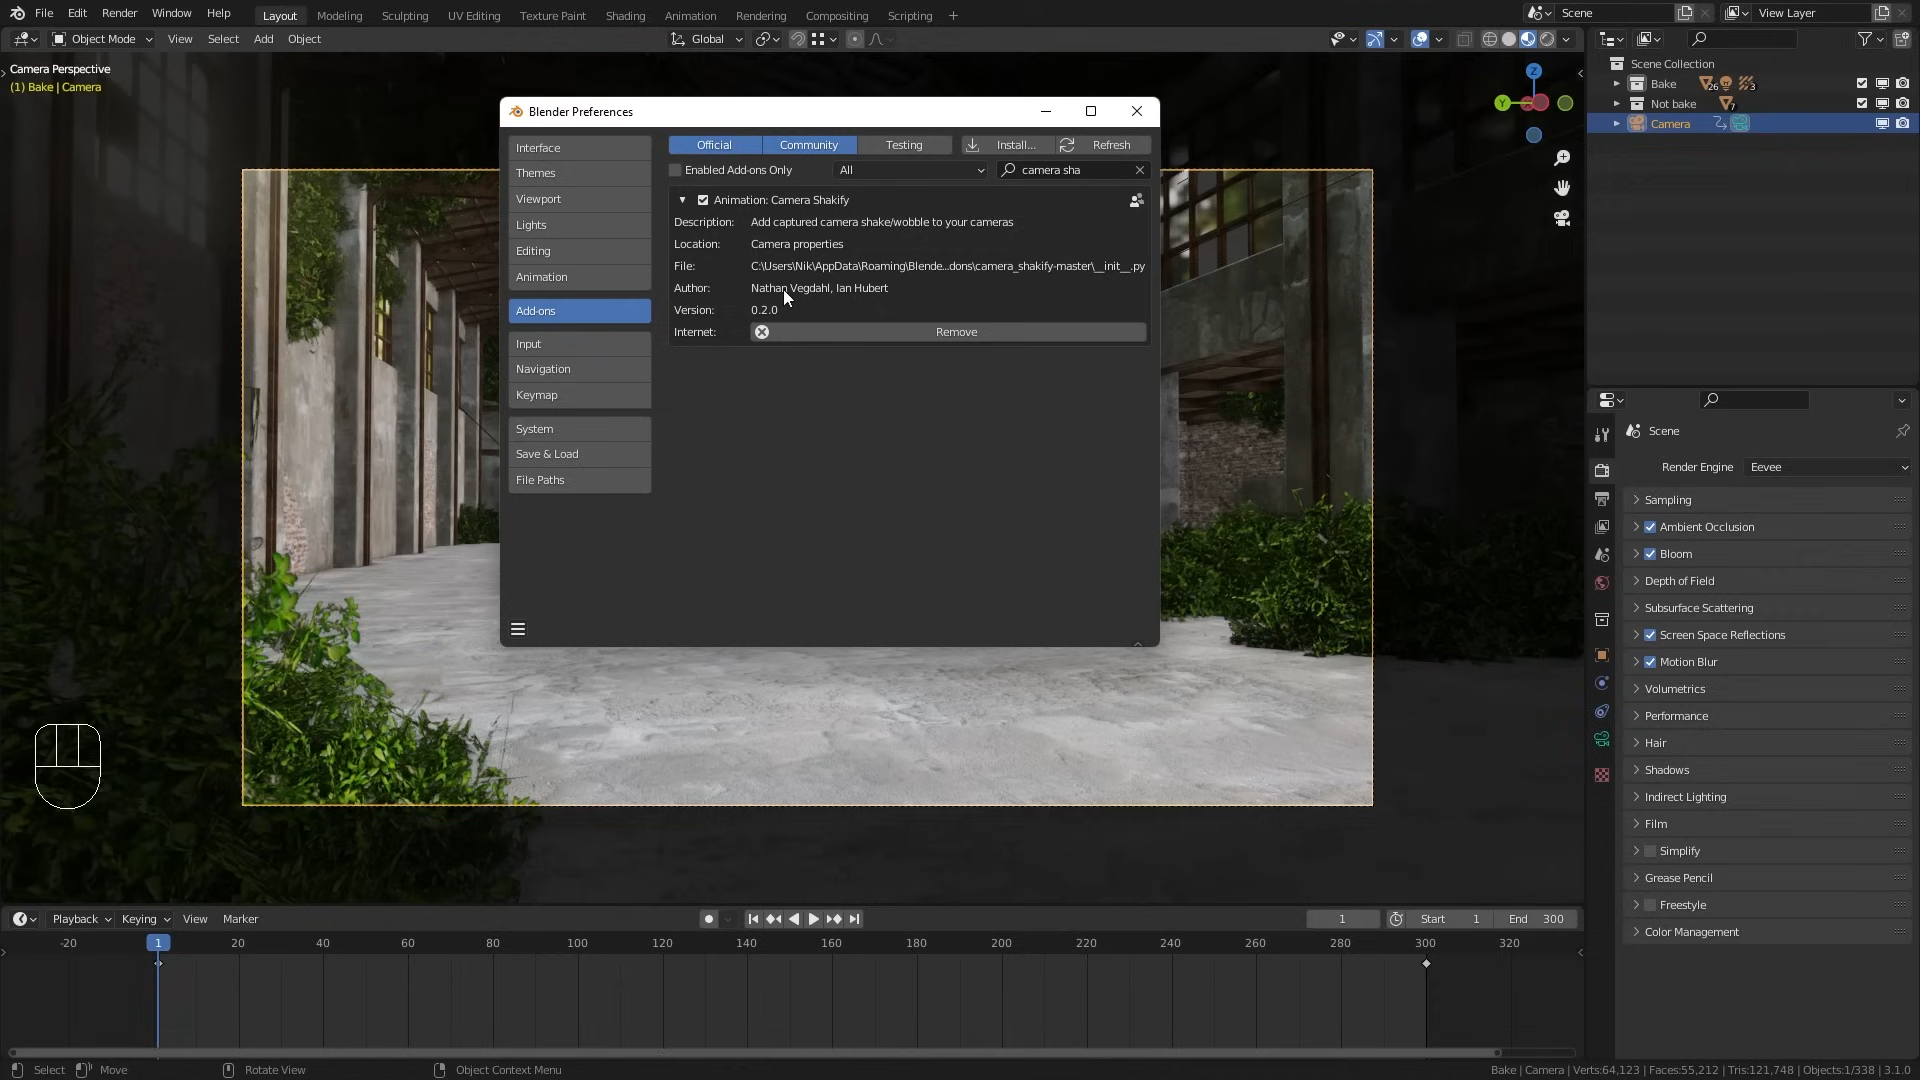 File Edit Render Window Help Layout Modeling Sculpting UV Editing Texture Paint Shading Animation Rendering Compositing Scripting + Scene View Layer
Object Mode View Select Add Object Global
Camera Perspective
(1) Bake | Camera
Z
Y
Scene Collection
Bake 26 3
Not bake 7
Camera
Blender Preferences
Interface
Themes
Viewport
Lights
Editing
Animation
Add-ons
Input
Navigation
Keymap
System
Save & Load
File Paths
Official Community Testing Install... Refresh
Enabled Add-ons Only All camera sha
Animation: Camera Shakify
Description: Add captured camera shake/wobble to your cameras
Location: Camera properties
File: C:\Users\Nik\AppData\Roaming\Blende...dons\camera_shakify-master\__init__.py
Author: Nathan Vegdahl, Ian Hubert
Version: 0.2.0
Internet: Remove
Scene
Render Engine Eevee
Sampling
Ambient Occlusion
Bloom
Depth of Field
Subsurface Scattering
Screen Space Reflections
Motion Blur
Volumetrics
Performance
Hair
Shadows
Indirect Lighting
Film
Simplify
Grease Pencil
Freestyle
Color Management
Playback Keying View Marker 1 Start 1 End 300
-20 1 20 40 60 80 100 120 140 160 180 200 220 240 260 280 300 320
Select Move Rotate View Object Context Menu Bake | Camera | Verts:64,123 | Faces:55,212 | Tris:121,748 | Objects:1/338 | 3.1.0